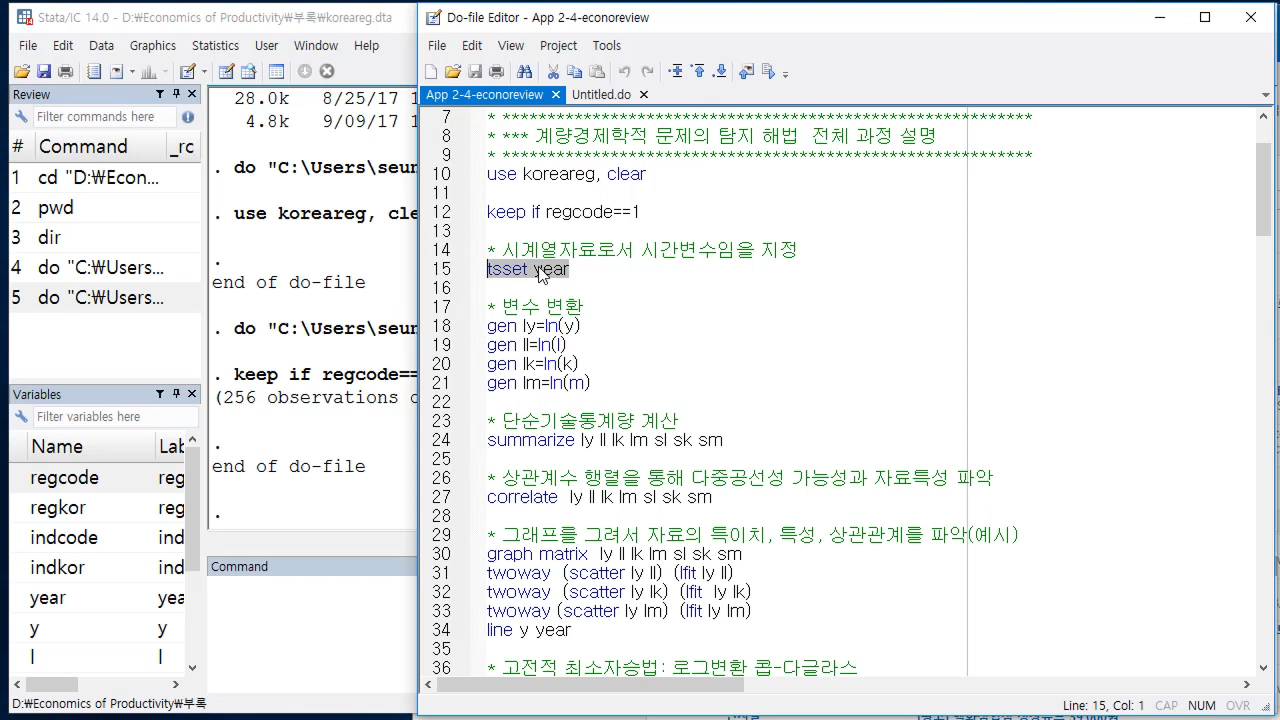 Stata/IC 14.0 - D:₩Economics of Productivity₩부록₩koreareg.dta
File Edit Data Graphics Statistics User Window Help
Review
Filter commands here
# Command _rc
1 cd "D:₩Econ...
2 pwd
3 dir
4 do "C:₩Users...
5 do "C:₩Users...
Variables
Filter variables here
Name Lab
regcode reg
regkor reg
indcode ind
indkor ind
year yea
y y
l l
28.0k 8/25/17
4.8k 9/09/17
. do "C:₩Users₩seun
. use koreareg, cle
.
end of do-file
. do "C:₩Users₩seun
. keep if regcode==
(256 observations
.
end of do-file
.
Command
D:₩Economics of Productivity₩부록
Do-file Editor - App 2-4-econoreview
File Edit View Project Tools
App 2-4-econoreview Untitled.do
7 * ***********************************************************
8 * *** 계량경제학적 문제의 탐지 해법 전체 과정 설명
9 * ***********************************************************
10 use koreareg, clear
11
12 keep if regcode==1
13
14 * 시계열자료로서 시간변수임을 지정
15 tsset year
16
17 * 변수 변환
18 gen ly=ln(y)
19 gen ll=ln(l)
20 gen lk=ln(k)
21 gen lm=ln(m)
22
23 * 단순기술통계량 계산
24 summarize ly ll lk lm sl sk sm
25
26 * 상관계수 행렬을 통해 다중공선성 가능성과 자료특성 파악
27 correlate ly ll lk lm sl sk sm
28
29 * 그래프를 그려서 자료의 특이치, 특성, 상관관계를 파악(예시)
30 graph matrix ly ll lk lm sl sk sm
31 twoway (scatter ly ll) (lfit ly ll)
32 twoway (scatter ly lk) (lfit ly lk)
33 twoway (scatter ly lm) (lfit ly lm)
34 line y year
35
36 * 고전적 최소자승법: 로그변환 콥-다글라스
Line: 15, Col: 1 CAP NUM OVR